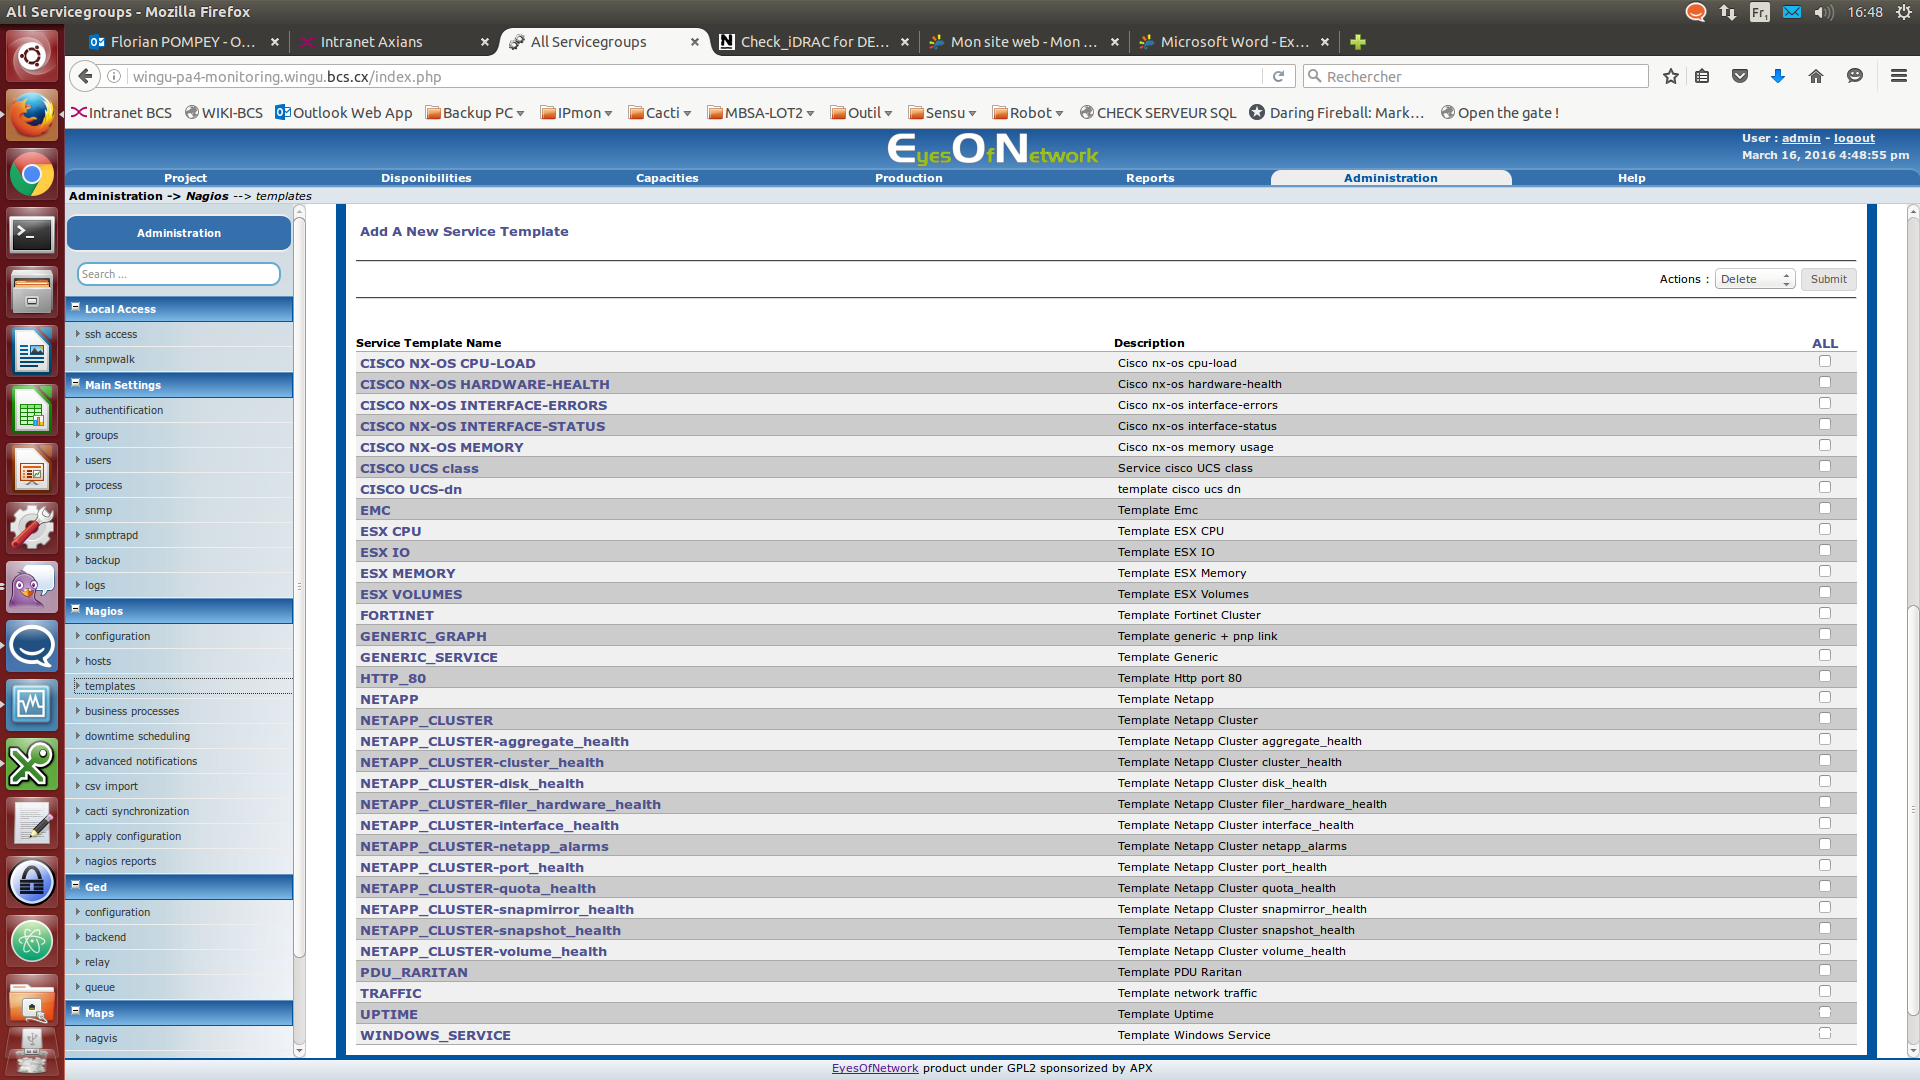 All Servicegroups - Mozilla Firefox
Fr1 16:48
Florian POMPEY - O... Intranet Axians All Servicegroups Check_iDRAC for DE... Mon site web - Mon ... Microsoft Word - Ex...
wingu-pa4-monitoring.wingu.bcs.cx/index.php Rechercher
Intranet BCS WIKI-BCS Outlook Web App Backup PC IPmon Cacti MBSA-LOT2 Outil Sensu Robot CHECK SERVEUR SQL Daring Fireball: Mark... Open the gate !
EyesOfNetwork
User : admin - logout
March 16, 2016 4:48:55 pm
Project Disponibilities Capacities Production Reports Administration Help
Administration -> Nagios --> templates
Administration
Search ...
Local Access
ssh access
snmpwalk
Main Settings
authentification
groups
users
process
snmp
snmptrapd
backup
logs
Nagios
configuration
hosts
templates
business processes
downtime scheduling
advanced notifications
csv import
cacti synchronization
apply configuration
nagios reports
Ged
configuration
backend
relay
queue
Maps
nagvis
Add A New Service Template
Actions : Delete Submit
Service Template Name Description ALL
CISCO NX-OS CPU-LOAD Cisco nx-os cpu-load
CISCO NX-OS HARDWARE-HEALTH Cisco nx-os hardware-health
CISCO NX-OS INTERFACE-ERRORS Cisco nx-os interface-errors
CISCO NX-OS INTERFACE-STATUS Cisco nx-os interface-status
CISCO NX-OS MEMORY Cisco nx-os memory usage
CISCO UCS class Service cisco UCS class
CISCO UCS-dn template cisco ucs dn
EMC Template Emc
ESX CPU Template ESX CPU
ESX IO Template ESX IO
ESX MEMORY Template ESX Memory
ESX VOLUMES Template ESX Volumes
FORTINET Template Fortinet Cluster
GENERIC_GRAPH Template generic + pnp link
GENERIC_SERVICE Template Generic
HTTP_80 Template Http port 80
NETAPP Template Netapp
NETAPP_CLUSTER Template Netapp Cluster
NETAPP_CLUSTER-aggregate_health Template Netapp Cluster aggregate_health
NETAPP_CLUSTER-cluster_health Template Netapp Cluster cluster_health
NETAPP_CLUSTER-disk_health Template Netapp Cluster disk_health
NETAPP_CLUSTER-filer_hardware_health Template Netapp Cluster filer_hardware_health
NETAPP_CLUSTER-interface_health Template Netapp Cluster interface_health
NETAPP_CLUSTER-netapp_alarms Template Netapp Cluster netapp_alarms
NETAPP_CLUSTER-port_health Template Netapp Cluster port_health
NETAPP_CLUSTER-quota_health Template Netapp Cluster quota_health
NETAPP_CLUSTER-snapmirror_health Template Netapp Cluster snapmirror_health
NETAPP_CLUSTER-snapshot_health Template Netapp Cluster snapshot_health
NETAPP_CLUSTER-volume_health Template Netapp Cluster volume_health
PDU_RARITAN Template PDU Raritan
TRAFFIC Template network traffic
UPTIME Template Uptime
WINDOWS_SERVICE Template Windows Service
EyesOfNetwork product under GPL2 sponsorized by APX